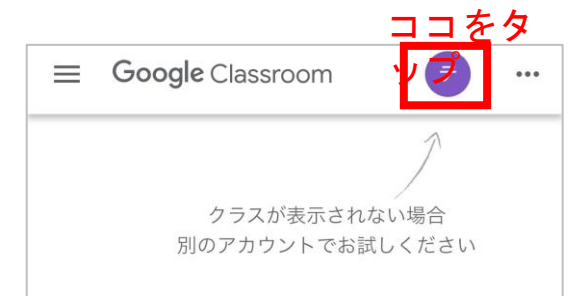 ココをタ
ップ
Google Classroom
クラスが表示されない場合
別のアカウントでお試しください